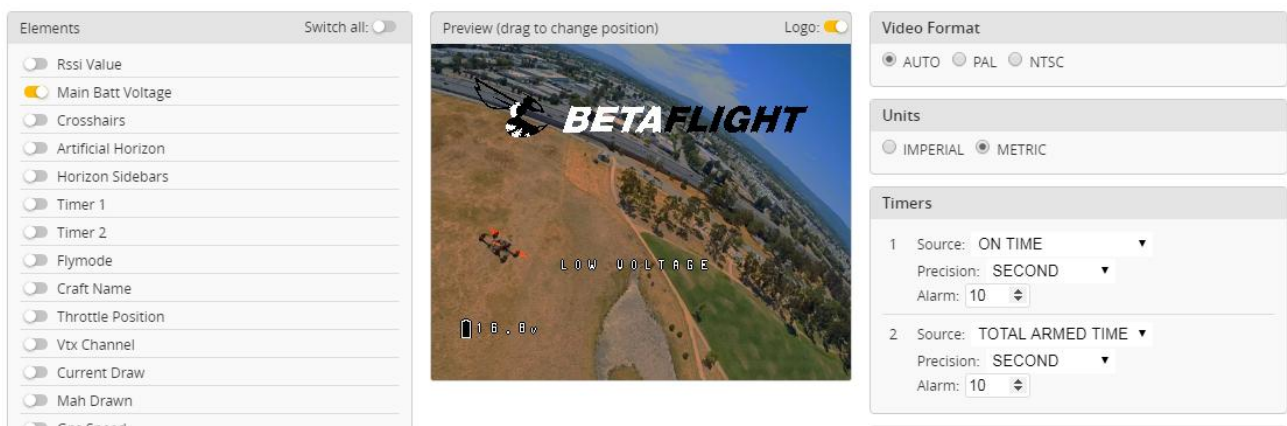 Elements
Switch all:
Rssi Value
Main Batt Voltage
Crosshairs
Artificial Horizon
Horizon Sidebars
Timer 1
Timer 2
Flymode
Craft Name
Throttle Position
Vtx Channel
Current Draw
Mah Drawn
Preview (drag to change position)
Logo:
BETAFLIGHT
LOW VOLTAGE
16.8v
Video Format
AUTO PAL NTSC
Units
IMPERIAL METRIC
Timers
1 Source: ON TIME
Precision: SECOND
Alarm: 10
2 Source: TOTAL ARMED TIME
Precision: SECOND
Alarm: 10